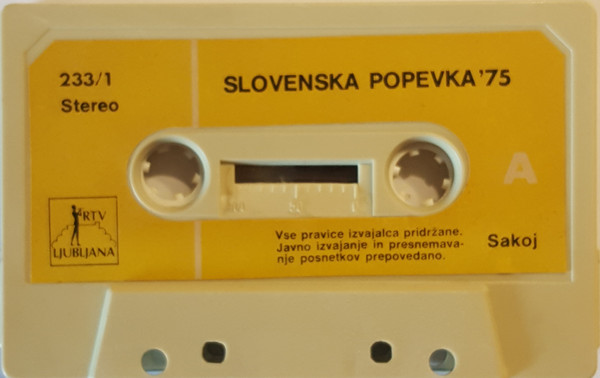 233/1
SLOVENSKA POPEVKA '75
Stereo
A
RTV
LJUBLJANA
Vse pravice izvajalca pridržane.
Javno izvajanje in presnemava-
nje posnetkov prepovedano.
Sakoj